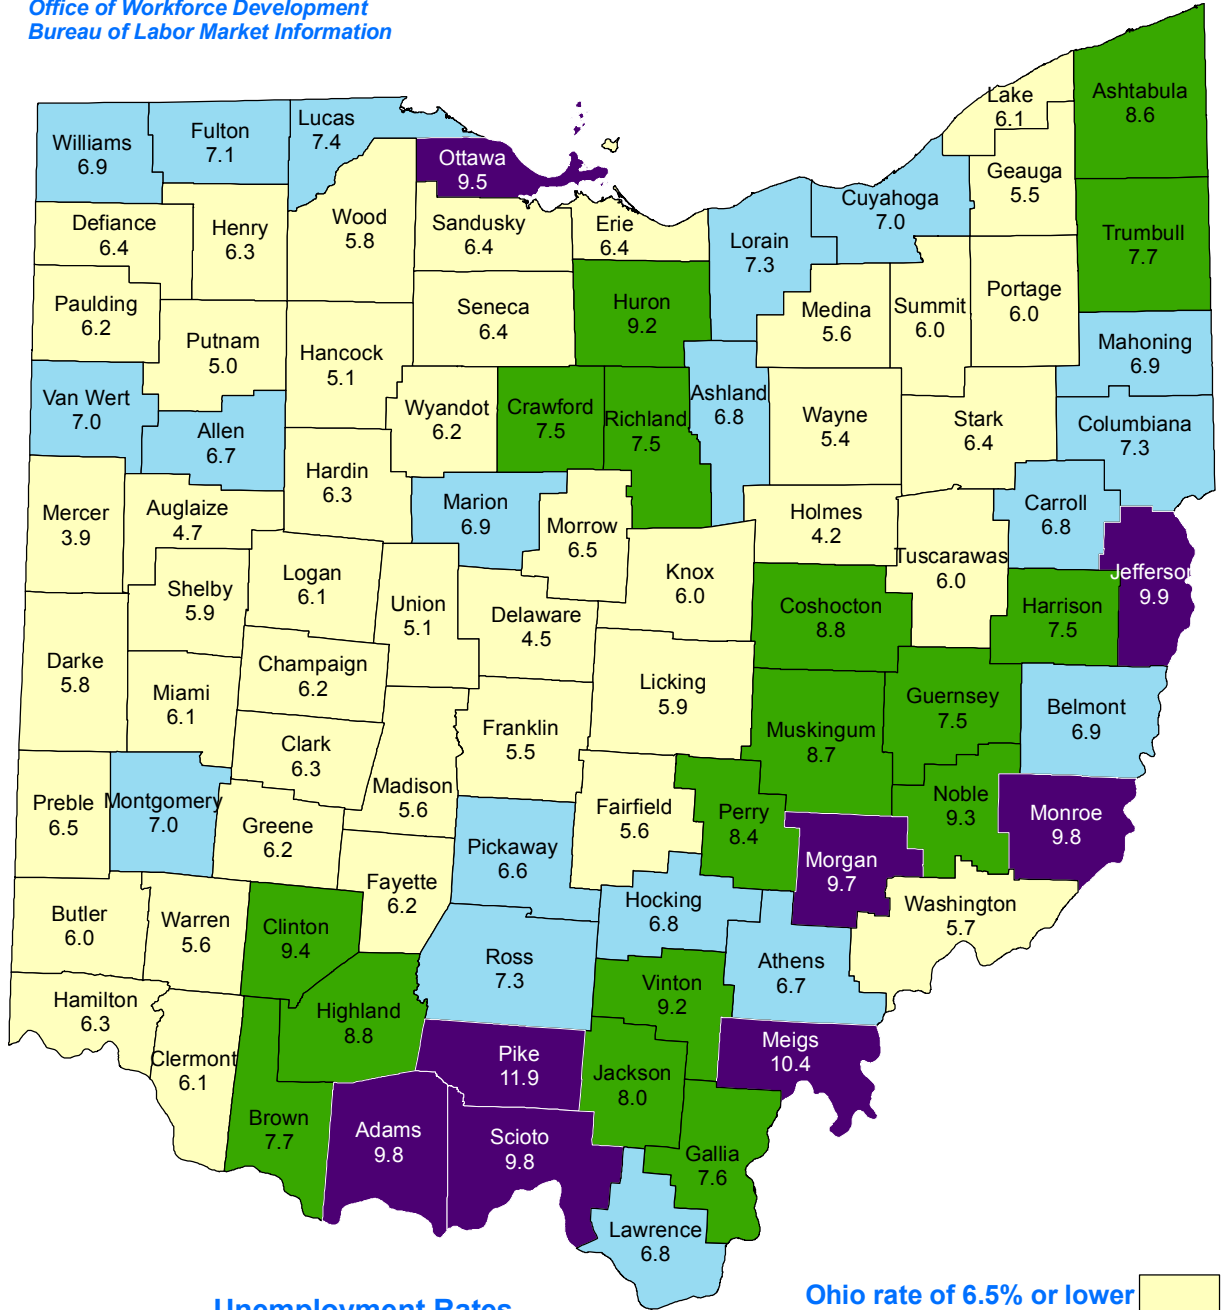 Office of Workforce Development
Bureau of Labor Market Information
Lake
6.1
Ashtabula
8.6
Williams
6.9
Fulton
7.1
Lucas
7.4
Ottawa
9.5
Geauga
5.5
Cuyahoga
7.0
Defiance
6.4
Henry
6.3
Wood
5.8
Sandusky
6.4
Erie
6.4
Lorain
7.3
Trumbull
7.7
Paulding
6.2
Putnam
5.0
Hancock
5.1
Seneca
6.4
Huron
9.2
Medina
5.6
Summit
6.0
Portage
6.0
Mahoning
6.9
Van Wert
7.0
Allen
6.7
Wyandot
6.2
Crawford
7.5
Richland
7.5
Ashland
6.8
Wayne
5.4
Stark
6.4
Columbiana
7.3
Hardin
6.3
Mercer
3.9
Auglaize
4.7
Marion
6.9
Morrow
6.5
Holmes
4.2
Carroll
6.8
Tuscarawas
6.0
Jefferson
9.9
Shelby
5.9
Logan
6.1
Union
5.1
Delaware
4.5
Knox
6.0
Coshocton
8.8
Harrison
7.5
Darke
5.8
Miami
6.1
Champaign
6.2
Licking
5.9
Guernsey
7.5
Belmont
6.9
Clark
6.3
Franklin
5.5
Muskingum
8.7
Madison
5.6
Preble
6.5
Montgomery
7.0
Greene
6.2
Fairfield
5.6
Perry
8.4
Noble
9.3
Monroe
9.8
Pickaway
6.6
Morgan
9.7
Fayette
6.2
Hocking
6.8
Washington
5.7
Butler
6.0
Warren
5.6
Clinton
9.4
Ross
7.3
Athens
6.7
Vinton
9.2
Hamilton
6.3
Highland
8.8
Clermont
6.1
Pike
11.9
Meigs
10.4
Jackson
8.0
Brown
7.7
Adams
9.8
Scioto
9.8
Gallia
7.6
Lawrence
6.8
Unemployment Rates
Ohio rate of 6.5% or lower